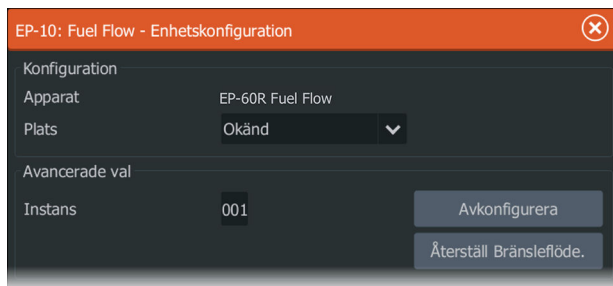 EP-10: Fuel Flow - Enhetskonfiguration
Konfiguration
Apparat EP-60R Fuel Flow
Plats Okänd
Avancerade val
Instans 001 Avkonfigurera
Återställ Bränsleflöde.